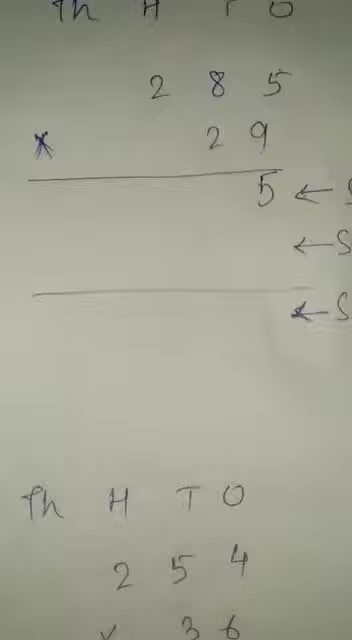 Th H T O
2 8 5
× 2 9
5 ← S
← S
← S
Th H T O
2 5 4
× 3 6